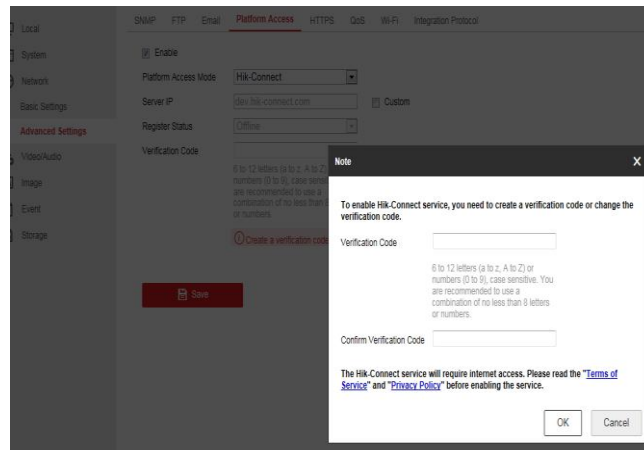 SNMP FTP Email Platform Access HTTPS QoS Wi-Fi Integration Protocol
Local
System
Network
Basic Settings
Advanced Settings
Video/Audio
Image
Event
Storage
Enable
Platform Access Mode Hik-Connect
Server IP dev.hik-connect.com Custom
Register Status Offline
Verification Code
6 to 12 letters (a to z, A to Z)
numbers (0 to 9), case sensi
are recommended to use a
combination of no less than 8
or numbers.
Create a verification code
Save
Note X
To enable Hik-Connect service, you need to create a verification code or change the
verification code.
Verification Code
6 to 12 letters (a to z, A to Z) or
numbers (0 to 9), case sensitive. You
are recommended to use a
combination of no less than 8 letters
or numbers.
Confirm Verification Code
The Hik-Connect service will require internet access. Please read the "Terms of
Service" and "Privacy Policy" before enabling the service.
OK Cancel